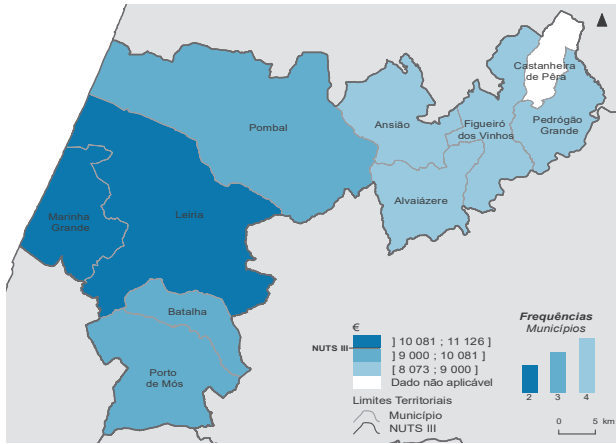 Castanheira
de Pêra
Ansião
Figueiró
dos Vinhos
Pedrógão
Grande
Pombal
Alvaiázere
Marinha
Grande
Leiria
Batalha
Porto
de Mós
€
NUTS III
] 10 081 ; 11 126 ]
] 9 000 ; 10 081 ]
[ 8 073 ; 9 000 ]
Dado não aplicável
Limites Territoriais
Município
NUTS III
Frequências
Municípios
2 3 4
0 5 km